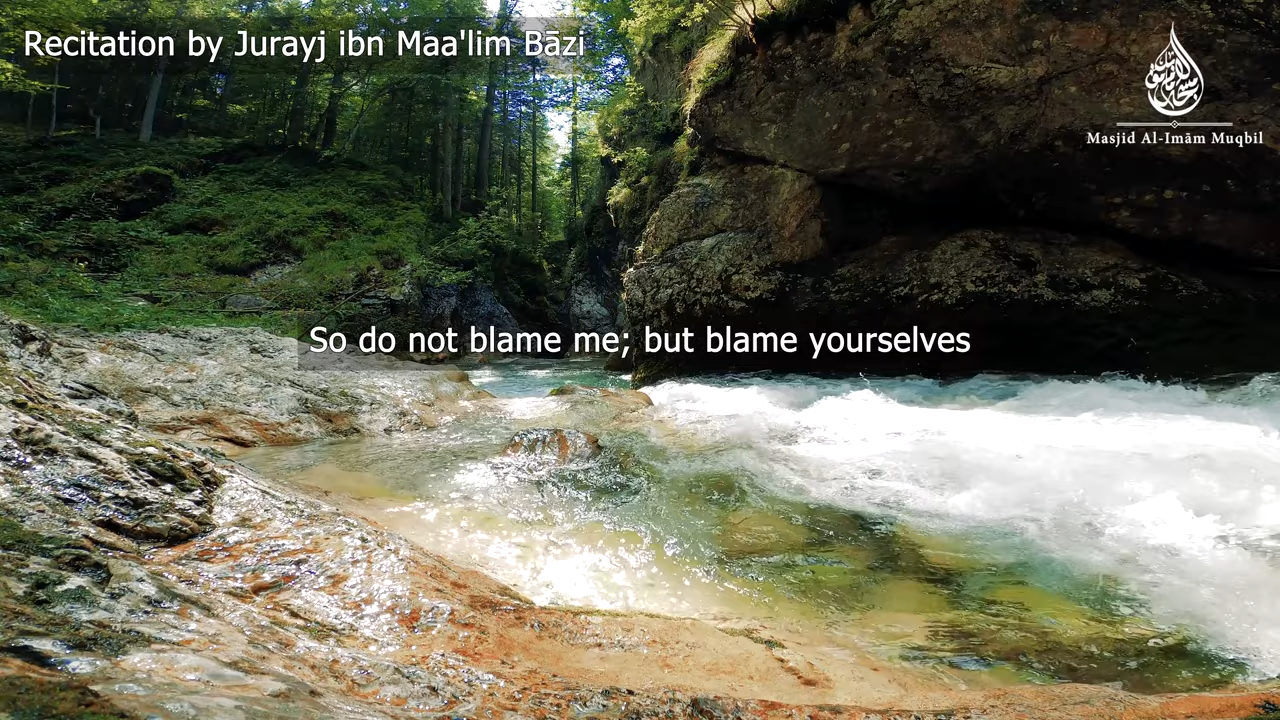 Recitation by Jurayj ibn Maa'lim Bāzi
Masjid Al-Imām Muqbil
So do not blame me; but blame yourselves